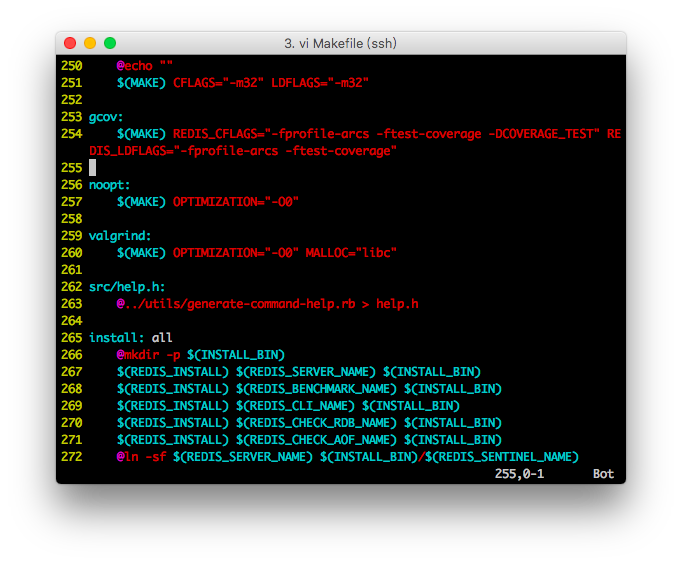 3. vi Makefile (ssh)
250     @echo ""
251     $(MAKE) CFLAGS="-m32" LDFLAGS="-m32"
252
253 gcov:
254     $(MAKE) REDIS_CFLAGS="-fprofile-arcs -ftest-coverage -DCOVERAGE_TEST" RE
DIS_LDFLAGS="-fprofile-arcs -ftest-coverage"
255
256 noopt:
257     $(MAKE) OPTIMIZATION="-O0"
258
259 valgrind:
260     $(MAKE) OPTIMIZATION="-O0" MALLOC="libc"
261
262 src/help.h:
263     @../utils/generate-command-help.rb > help.h
264
265 install: all
266     @mkdir -p $(INSTALL_BIN)
267     $(REDIS_INSTALL) $(REDIS_SERVER_NAME) $(INSTALL_BIN)
268     $(REDIS_INSTALL) $(REDIS_BENCHMARK_NAME) $(INSTALL_BIN)
269     $(REDIS_INSTALL) $(REDIS_CLI_NAME) $(INSTALL_BIN)
270     $(REDIS_INSTALL) $(REDIS_CHECK_RDB_NAME) $(INSTALL_BIN)
271     $(REDIS_INSTALL) $(REDIS_CHECK_AOF_NAME) $(INSTALL_BIN)
272     @ln -sf $(REDIS_SERVER_NAME) $(INSTALL_BIN)/$(REDIS_SENTINEL_NAME)
255,0-1 Bot